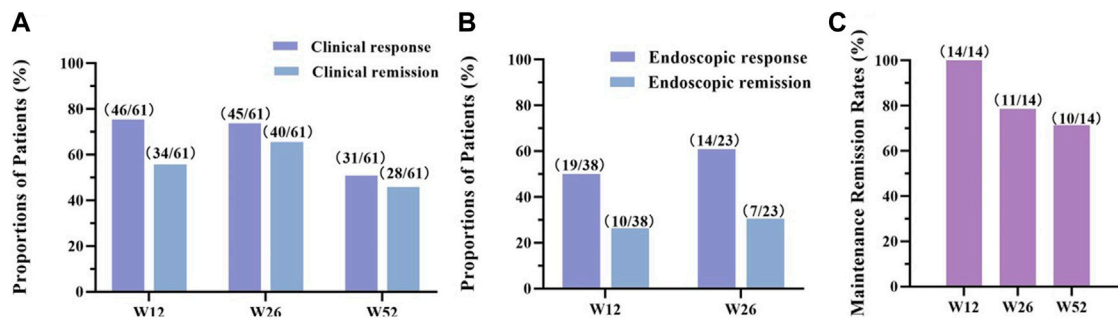 A
Proportions of Patients (%)
Clinical response
Clinical remission
100
80
60
40
20
0
(46/61)
(34/61)
(45/61)
(40/61)
(31/61)
(28/61)
W12
W26
W52
B
Proportions of Patients (%)
Endoscopic response
Endoscopic remission
100
80
60
40
20
0
(19/38)
(10/38)
(14/23)
(7/23)
W12
W26
C
Maintenance Remission Rates (%)
100
80
60
40
20
0
(14/14)
(11/14)
(10/14)
W12
W26
W52